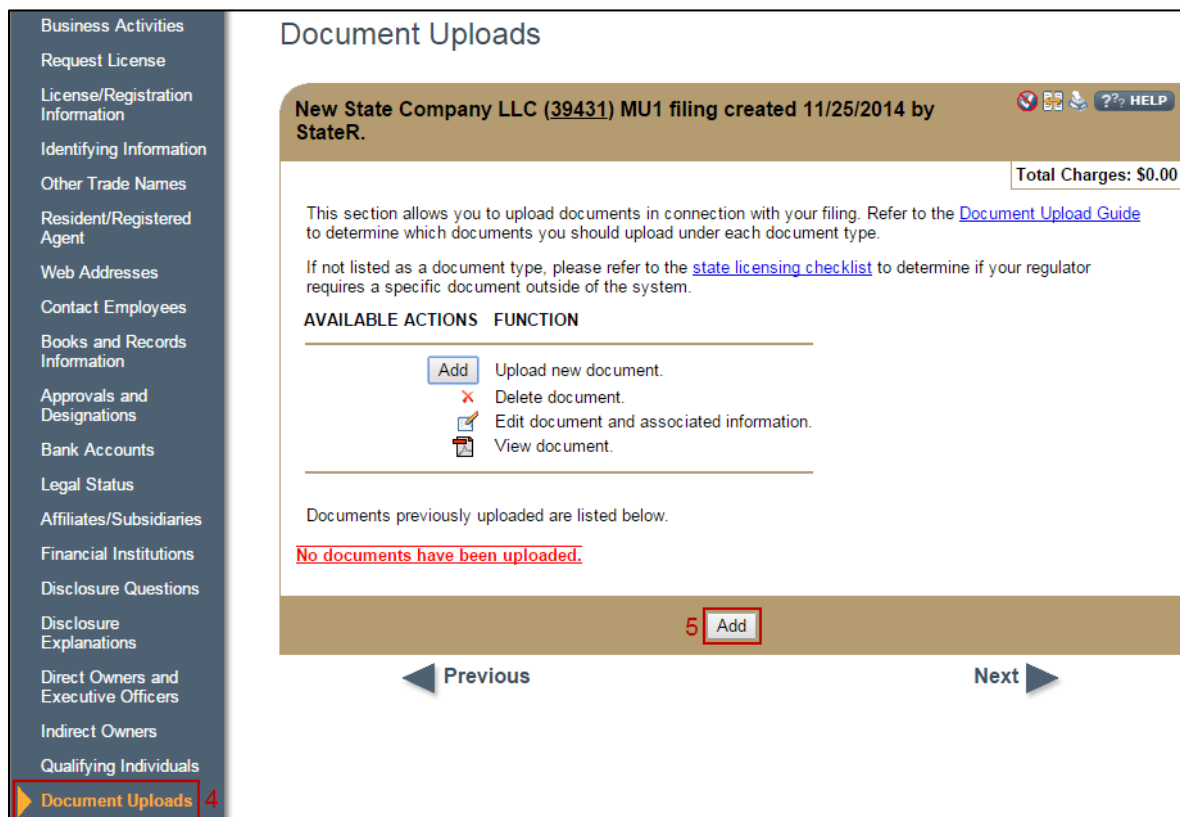 Business Activities
Request License
License/Registration
Information
Identifying Information
Other Trade Names
Resident/Registered
Agent
Web Addresses
Contact Employees
Books and Records
Information
Approvals and
Designations
Bank Accounts
Legal Status
Affiliates/Subsidiaries
Financial Institutions
Disclosure Questions
Disclosure
Explanations
Direct Owners and
Executive Officers
Indirect Owners
Qualifying Individuals
Document Uploads 4
Document Uploads
New State Company LLC (39431) MU1 filing created 11/25/2014 by
StateR.
??? HELP
Total Charges: $0.00
This section allows you to upload documents in connection with your filing. Refer to the Document Upload Guide
to determine which documents you should upload under each document type.
If not listed as a document type, please refer to the state licensing checklist to determine if your regulator
requires a specific document outside of the system.
AVAILABLE ACTIONS FUNCTION
Add Upload new document.
Delete document.
Edit document and associated information.
View document.
Documents previously uploaded are listed below.
No documents have been uploaded.
5 Add
Previous
Next